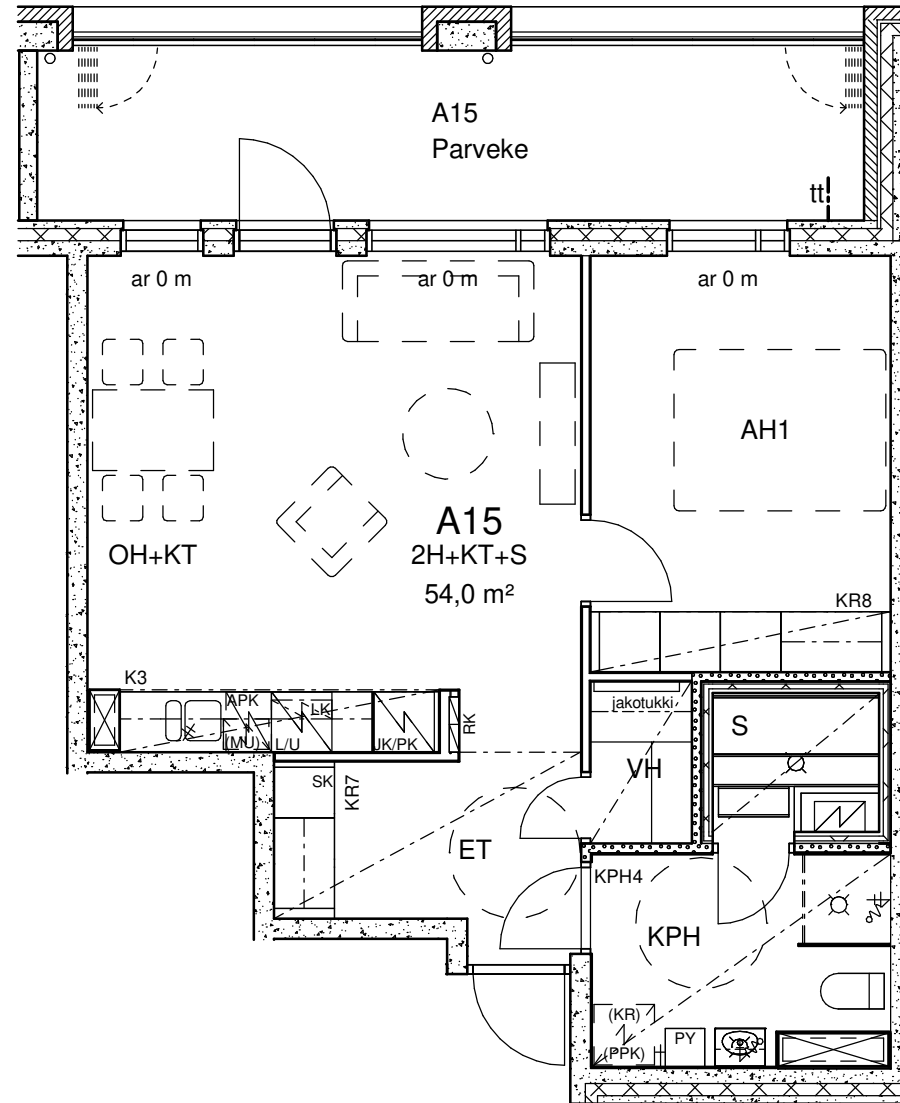 A15
Parveke
tt
ar 0 m
ar 0 m
ar 0 m
AH1
A15
2H+KT+S
54,0 m²
OH+KT
KR8
K3
APK
LK
(MU)
L/U
JK/PK
RK
jakotukki
S
VH
SK
KR7
ET
KPH4
KPH
(KR)
(PPK)
PY